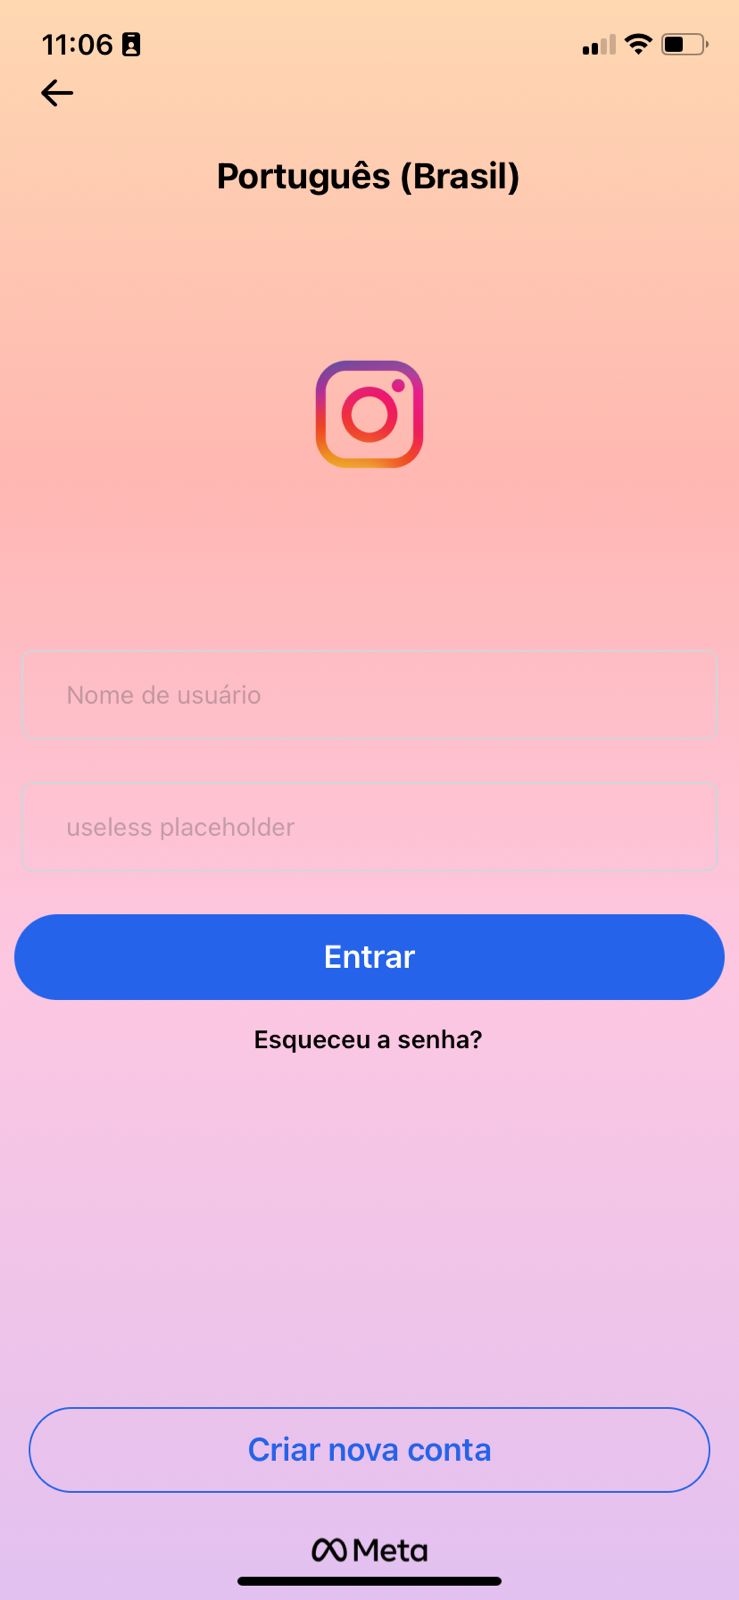 11:06
Português (Brasil)
Nome de usuário
useless placeholder
Entrar
Esqueceu a senha?
Criar nova conta
Meta